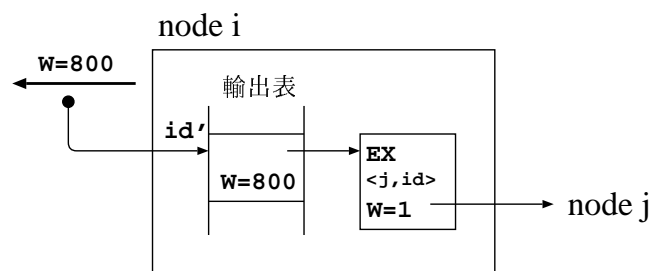 node i
W=800
輸出表
id′
W=800
EX
<j,id>
W=1
node j